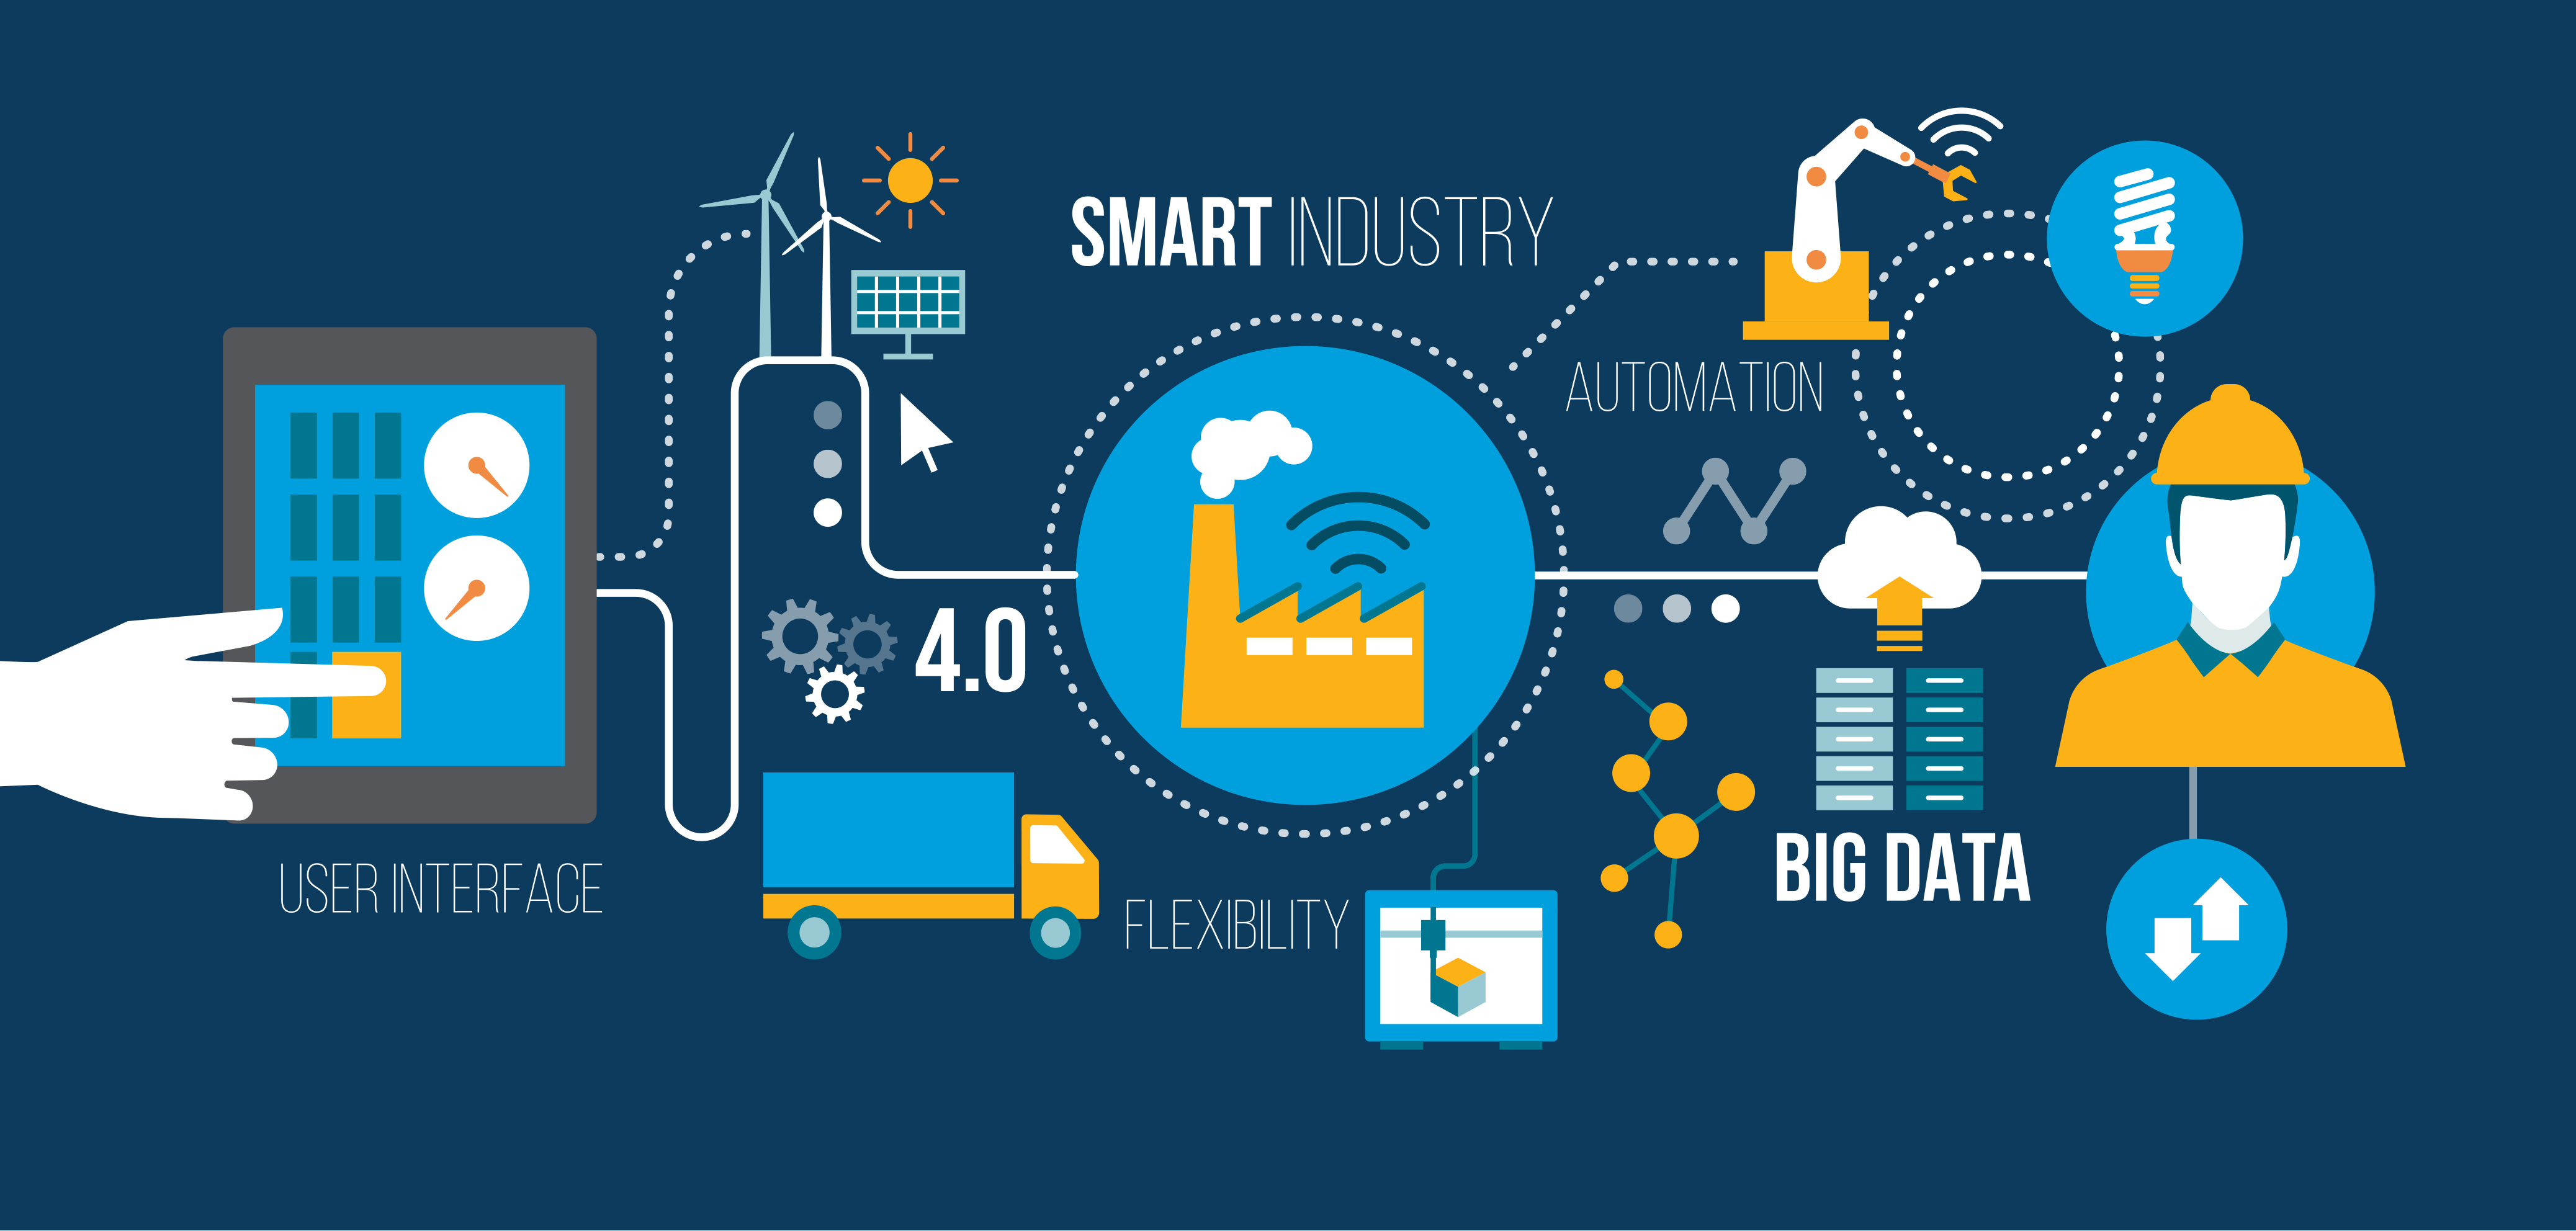 SMART INDUSTRY
AUTOMATION
4.0
USER INTERFACE
FLEXIBILITY
BIG DATA